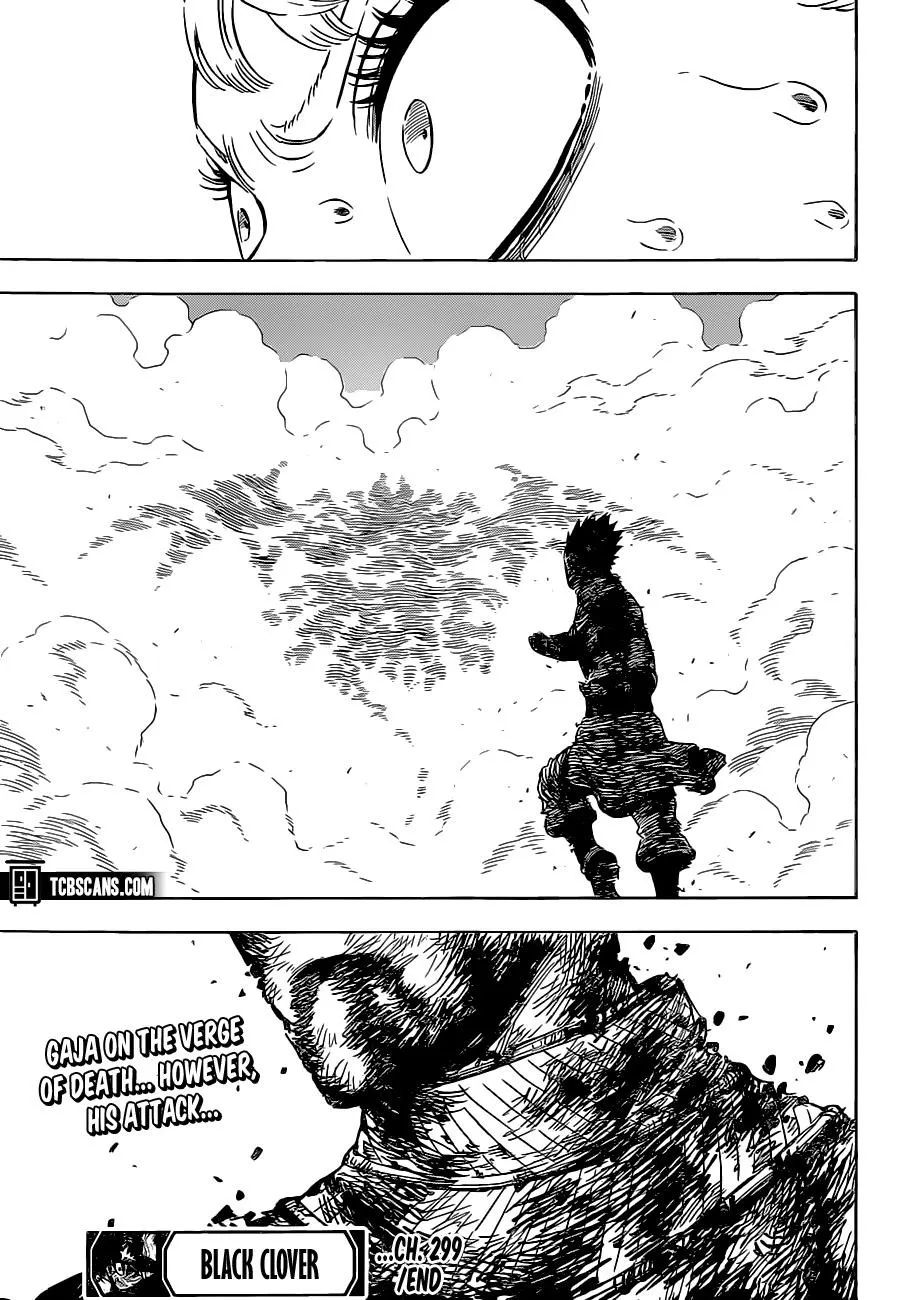 TCBSCANS.COM
GAJA ON THE VERGE
OF DEATH... HOWEVER,
HIS ATTACK...
BLACK CLOVER
...CH. 299
/END